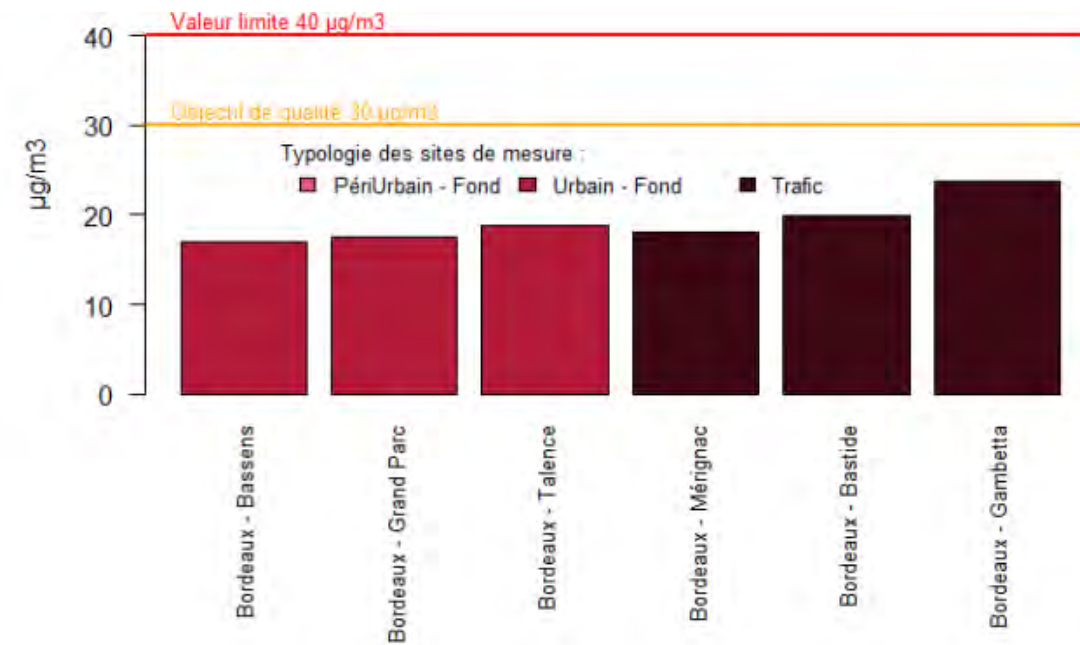 Valeur limite 40 µg/m3
40
Objectif de qualité 30 µg/m3
30
µg/m3
Typologie des sites de mesure :
PériUrbain - Fond Urbain - Fond Trafic
20
10
0
Bordeaux - Bassens
Bordeaux - Grand Parc
Bordeaux - Talence
Bordeaux - Mérignac
Bordeaux - Bastide
Bordeaux - Gambetta